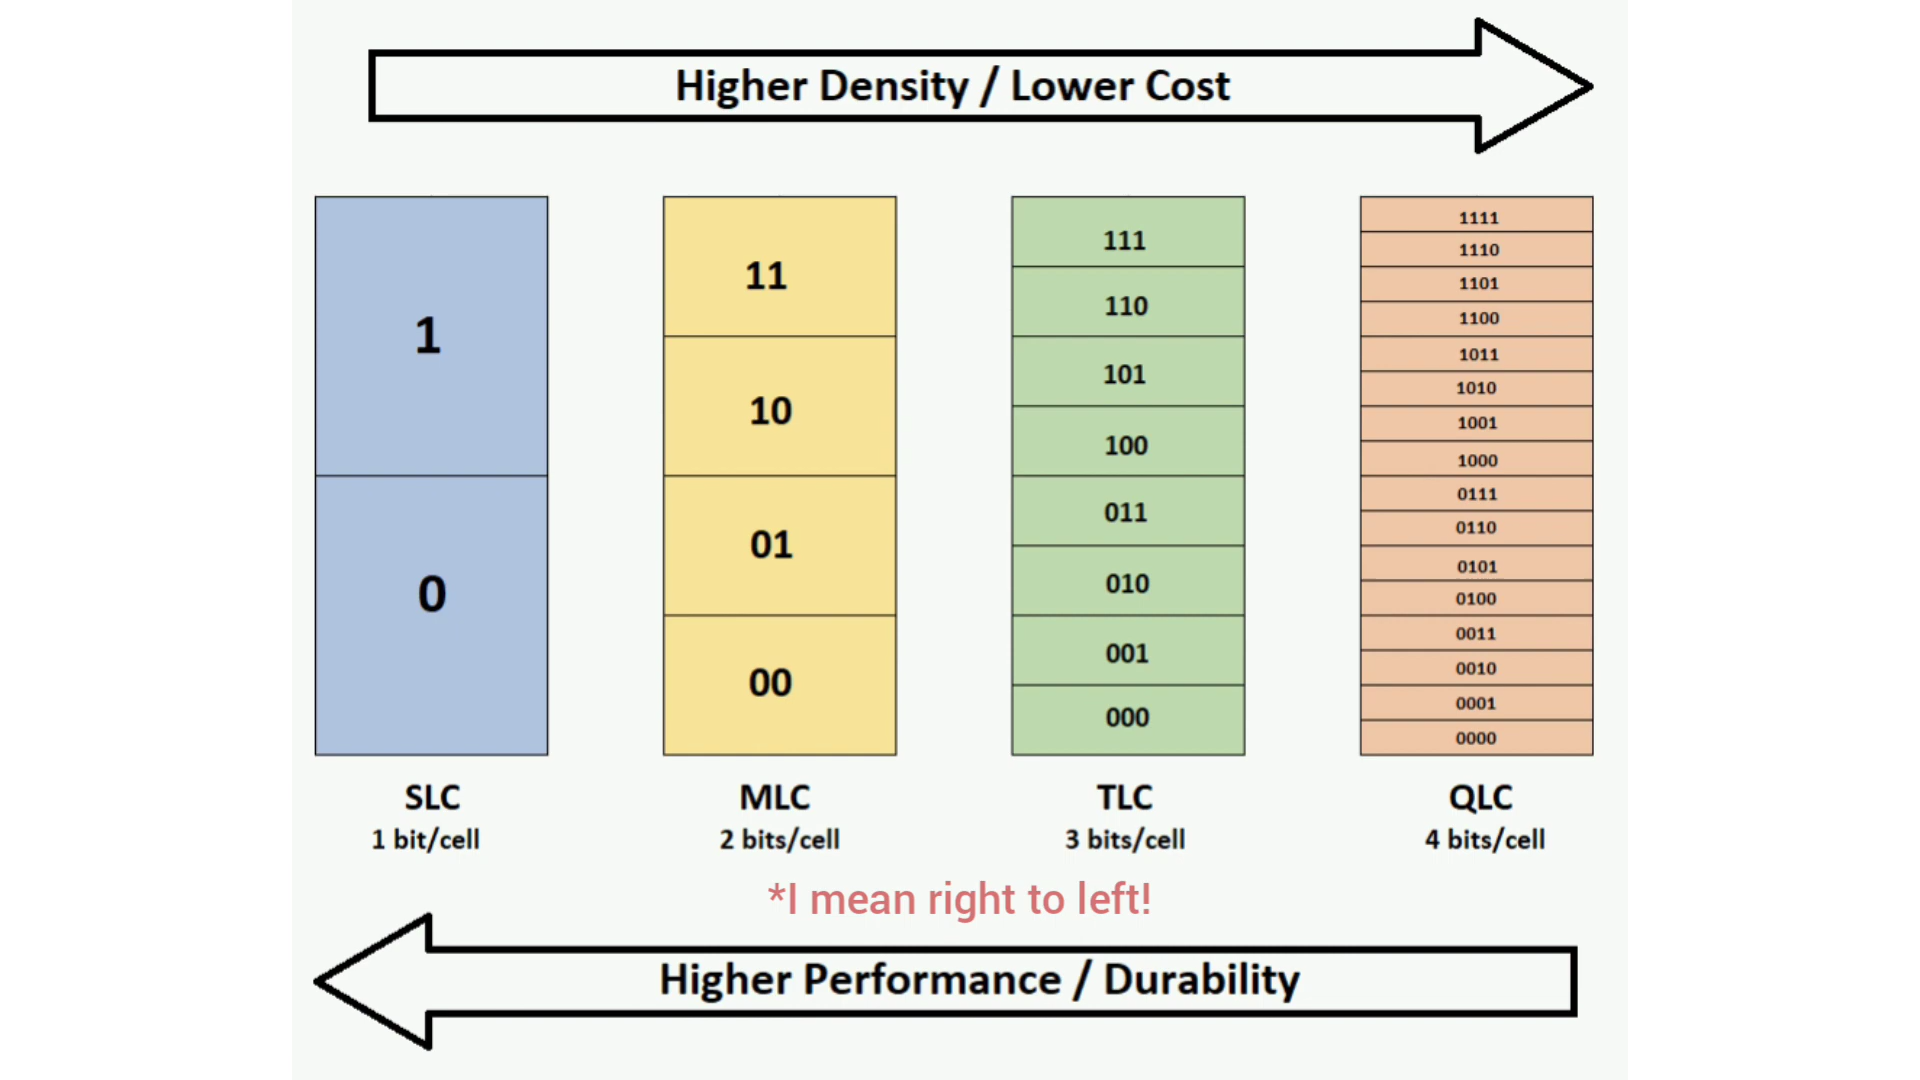 Higher Density / Lower Cost
1
0
SLC
1 bit/cell
11
10
01
00
MLC
2 bits/cell
111
110
101
100
011
010
001
000
TLC
3 bits/cell
1111
1110
1101
1100
1011
1010
1001
1000
0111
0110
0101
0100
0011
0010
0001
0000
QLC
4 bits/cell
*I mean right to left!
Higher Performance / Durability